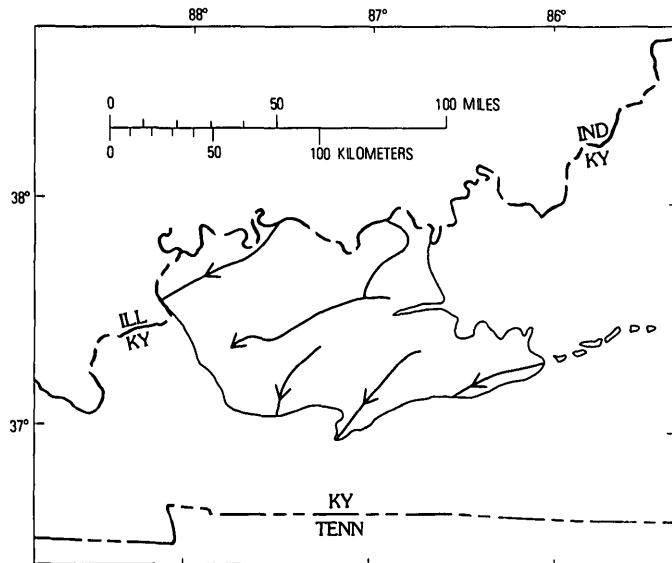 88° 87° 86°
0 50 100 MILES
0 50 100 KILOMETERS
IND
KY
38°
ILL
KY
37°
KY
TENN